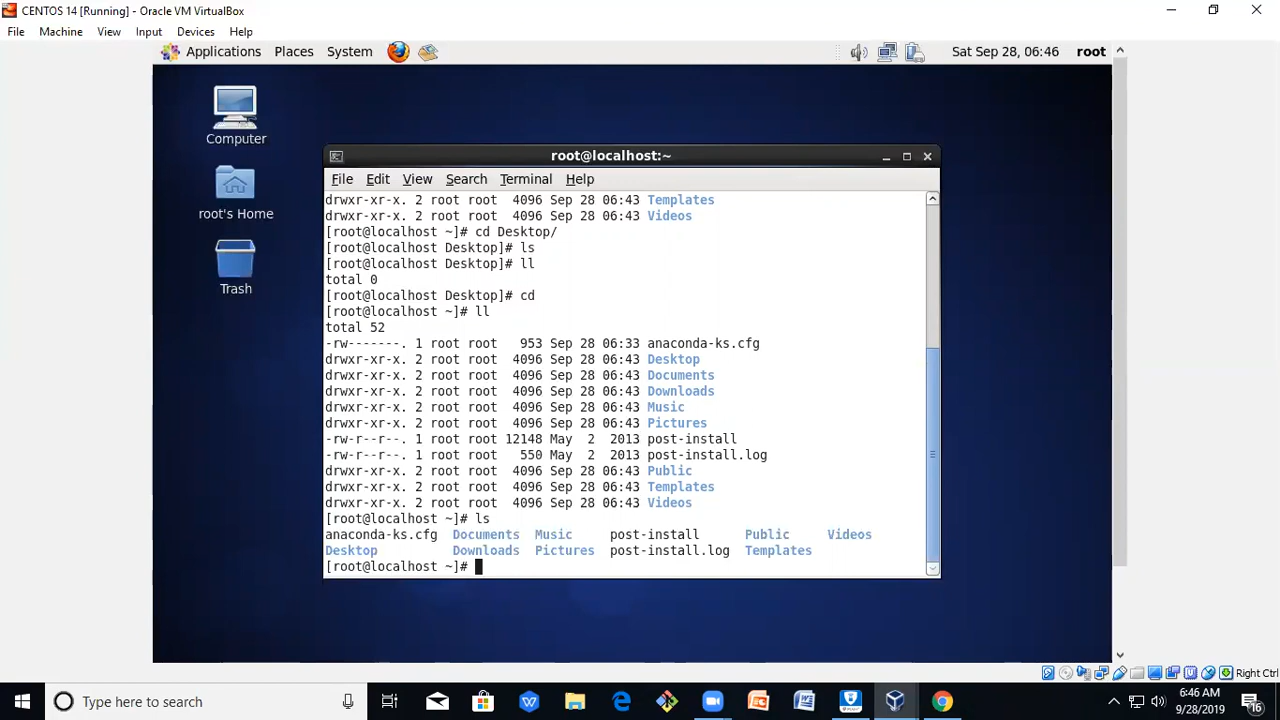 CENTOS 14 [Running] - Oracle VM VirtualBox
File Machine View Input Devices Help
Applications Places System Sat Sep 28, 06:46 root
Computer
root's Home
Trash
root@localhost:~
File Edit View Search Terminal Help
drwxr-xr-x. 2 root root  4096 Sep 28 06:43 Templates
drwxr-xr-x. 2 root root  4096 Sep 28 06:43 Videos
[root@localhost ~]# cd Desktop/
[root@localhost Desktop]# ls
[root@localhost Desktop]# ll
total 0
[root@localhost Desktop]# cd
[root@localhost ~]# ll
total 52
-rw-------. 1 root root   953 Sep 28 06:33 anaconda-ks.cfg
drwxr-xr-x. 2 root root  4096 Sep 28 06:43 Desktop
drwxr-xr-x. 2 root root  4096 Sep 28 06:43 Documents
drwxr-xr-x. 2 root root  4096 Sep 28 06:43 Downloads
drwxr-xr-x. 2 root root  4096 Sep 28 06:43 Music
drwxr-xr-x. 2 root root  4096 Sep 28 06:43 Pictures
-rw-r--r--. 1 root root 12148 May  2  2013 post-install
-rw-r--r--. 1 root root   550 May  2  2013 post-install.log
drwxr-xr-x. 2 root root  4096 Sep 28 06:43 Public
drwxr-xr-x. 2 root root  4096 Sep 28 06:43 Templates
drwxr-xr-x. 2 root root  4096 Sep 28 06:43 Videos
[root@localhost ~]# ls
anaconda-ks.cfg  Documents  Music     post-install      Public     Videos
Desktop          Downloads  Pictures  post-install.log  Templates
[root@localhost ~]#
Right Ctrl
Type here to search
6:46 AM
9/28/2019
16